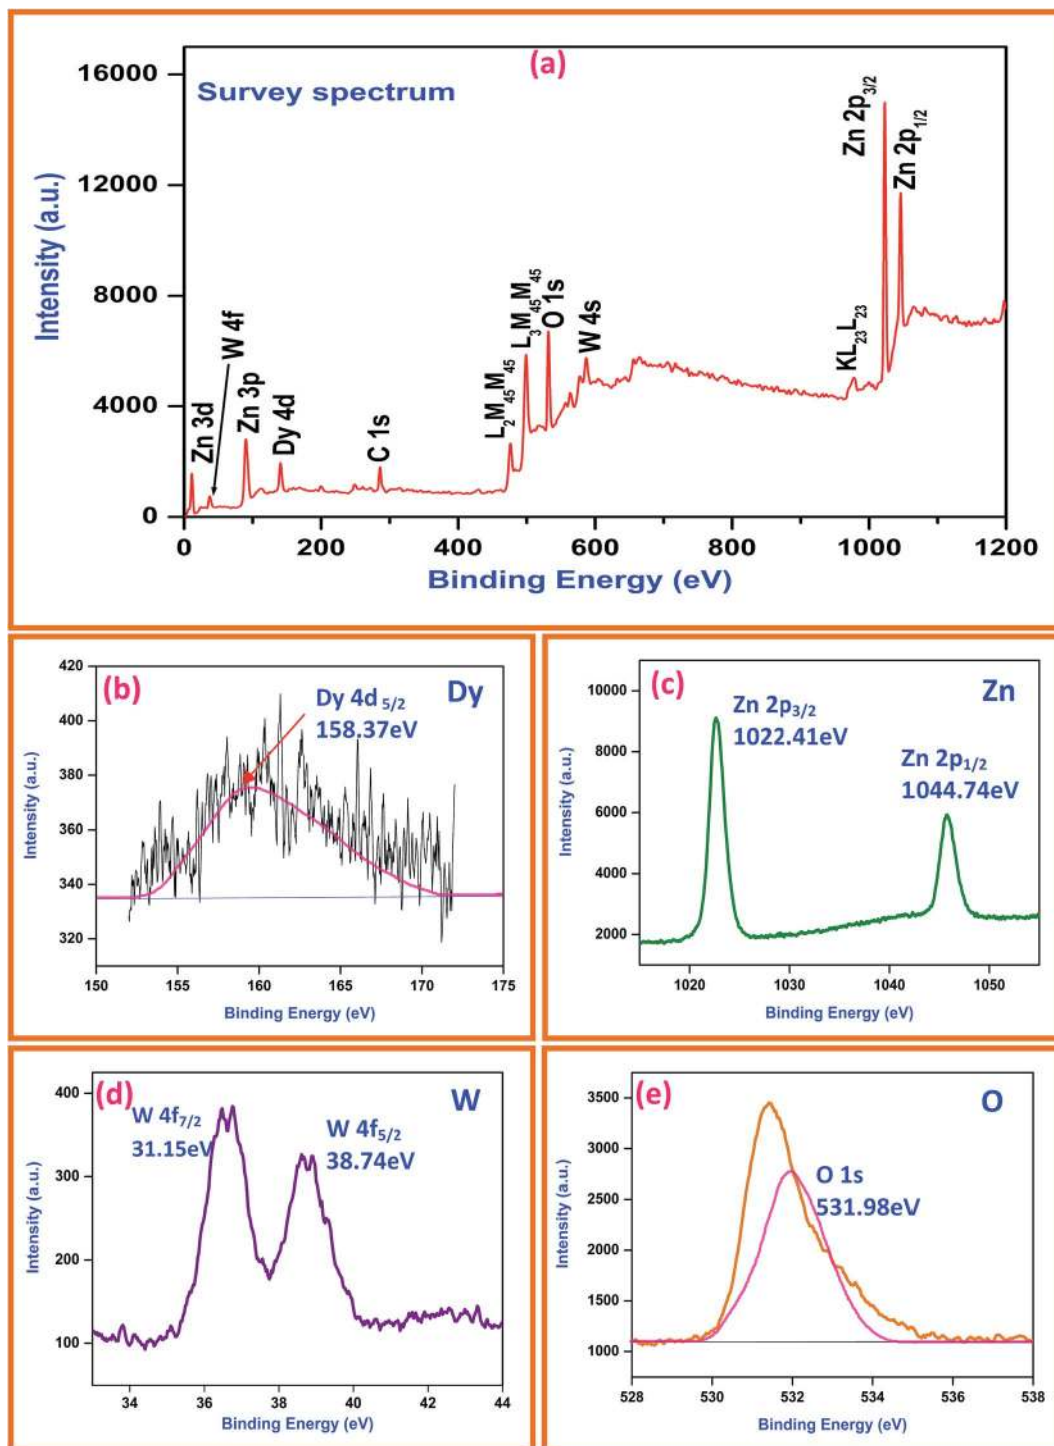 (a)
Survey spectrum
Intensity (a.u.)
16000
12000
8000
4000
0
Zn 3d
W 4f
Zn 3p
Dy 4d
C 1s
L₂M₄₅M₄₅
L₃M₄₅M₄₅
O 1s
W 4s
KL₂₃L₂₃
Zn 2p₃/₂
Zn 2p₁/₂
0 200 400 600 800 1000 1200
Binding Energy (eV)
(b)
Dy
Dy 4d ₅/₂
158.37eV
Intensity (a.u.)
420
400
380
360
340
320
150 155 160 165 170 175
Binding Energy (eV)
(c)
Zn
Zn 2p₃/₂
1022.41eV
Zn 2p₁/₂
1044.74eV
Intensity (a.u.)
10000
8000
6000
4000
2000
1020 1030 1040 1050
Binding Energy (eV)
(d)
W
W 4f₇/₂
31.15eV
W 4f₅/₂
38.74eV
Intensity (a.u.)
400
300
200
100
34 36 38 40 42 44
Binding Energy (eV)
(e)
O
O 1s
531.98eV
Intensity (a.u.)
3500
3000
2500
2000
1500
1000
528 530 532 534 536 538
Binding Energy (eV)